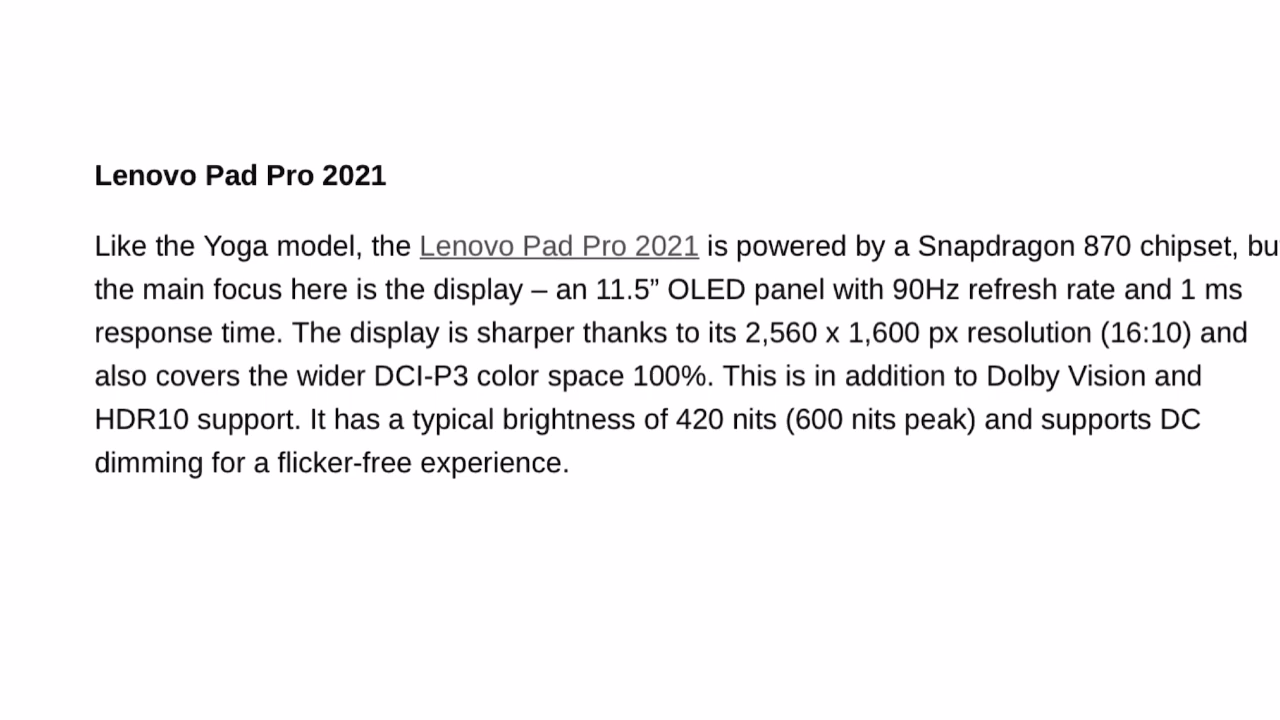 Lenovo Pad Pro 2021
Like the Yoga model, the Lenovo Pad Pro 2021 is powered by a Snapdragon 870 chipset, bu
the main focus here is the display – an 11.5” OLED panel with 90Hz refresh rate and 1 ms
response time. The display is sharper thanks to its 2,560 x 1,600 px resolution (16:10) and
also covers the wider DCI-P3 color space 100%. This is in addition to Dolby Vision and
HDR10 support. It has a typical brightness of 420 nits (600 nits peak) and supports DC
dimming for a flicker-free experience.